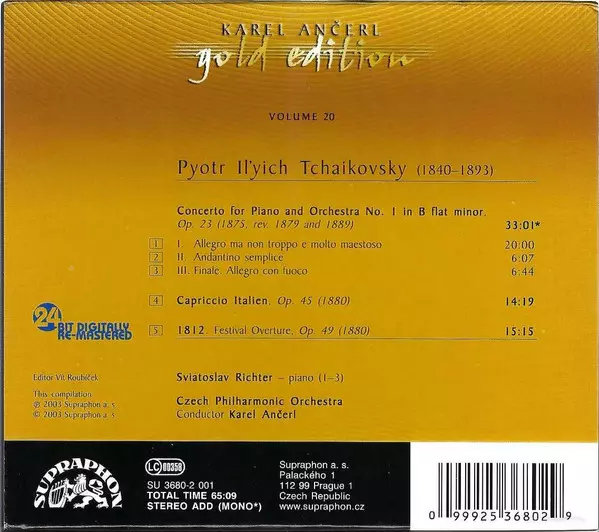 KAREL ANČERL
gold edition
VOLUME 20
Pyotr Il'yich Tchaikovsky (1840–1893)
Concerto for Piano and Orchestra No. 1 in B flat minor,
Op. 23 (1875, rev. 1879 and 1889) 33:01*
1 I. Allegro ma non troppo e molto maestoso 20:00
2 II. Andantino semplice 6:07
3 III. Finale. Allegro con fuoco 6:44
4 Capriccio Italien, Op. 45 (1880) 14:19
5 1812. Festival Overture, Op. 49 (1880) 15:15
24
BIT DIGITALLY
RE-MASTERED
Editor Vít Roubíček
This compilation
℗ 2003 Supraphon a. s.
© 2003 Supraphon a. s.
Sviatoslav Richter – piano (1–3)
Czech Philharmonic Orchestra
Conductor Karel Ančerl
SUPRAPHON
LC 00358
SU 3680-2 001
TOTAL TIME 65:09
STEREO ADD (MONO*)
Supraphon a. s.
Palackého 1
112 99 Prague 1
Czech Republic
www.supraphon.cz
0 99925 36802 9